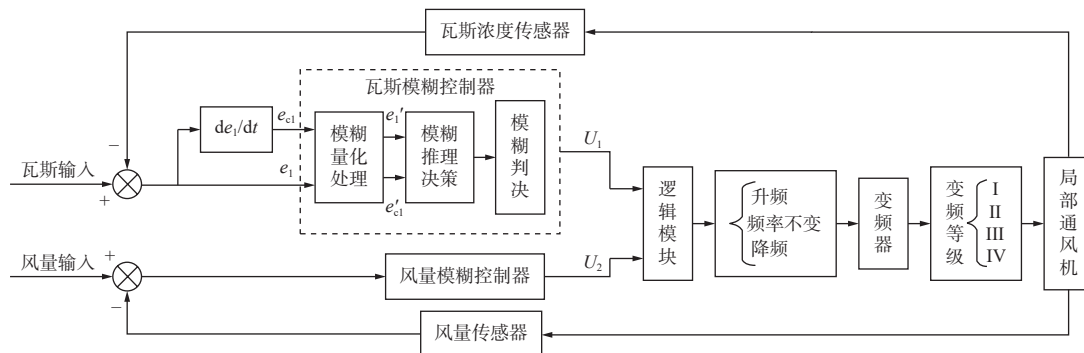 瓦斯浓度传感器
瓦斯模糊控制器
−
de₁/dt
e_c1
模糊量化处理
e₁′
模糊推理决策
模糊判决
U₁
瓦斯输入
+
e₁
e′_c1
逻辑模块
升频
频率不变
降频
变频器
变频等级
I
II
III
IV
局部通风机
风量输入
+
风量模糊控制器
U₂
−
风量传感器